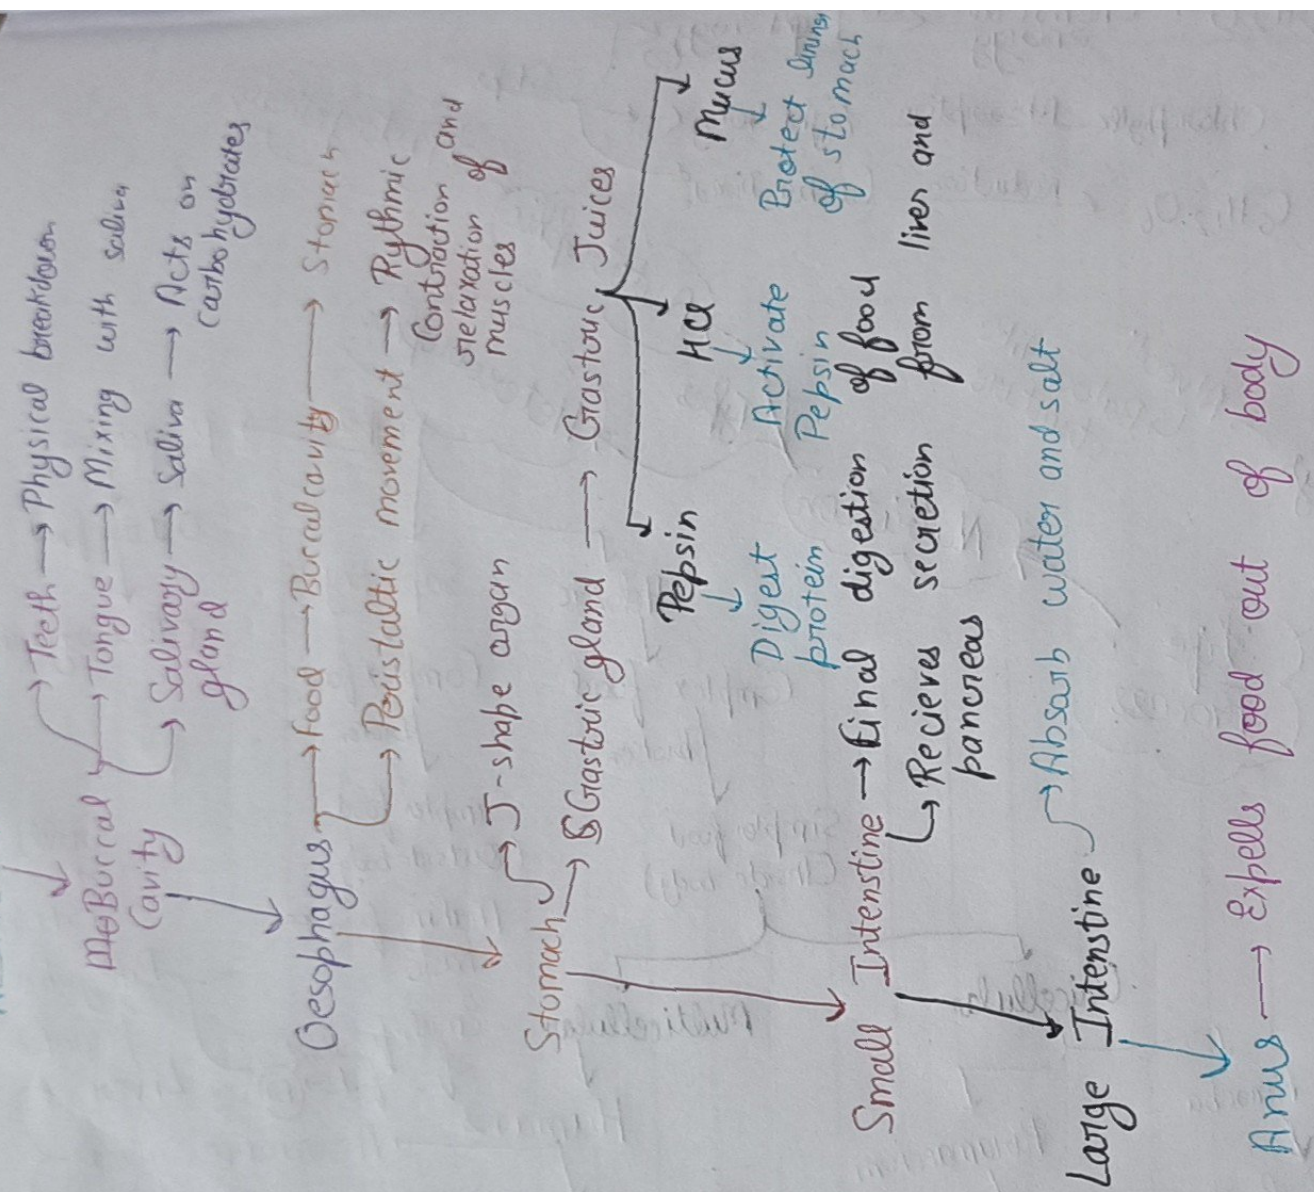 Teeth → Physical breakdown
Buccal Cavity
Tongue → Mixing with saliva
Salivary gland → Saliva → Acts on
carbohydrates
Oesophagus → Food → Buccal cavity → Stomach
Peristaltic movement → Rythmic
Contraction and
relaxation of
muscles
Stomach → J-shape organ
Gastric gland → Gastric Juices
Pepsin
HCl
Mucus
Digest
protein
Activate
Pepsin
Protect lining
of stomach
Small Intenstine → Final digestion of food
Recieves secretion from liver and
pancreas
Large Intenstine → Absorb water and salt
Anus → Expells food out of body